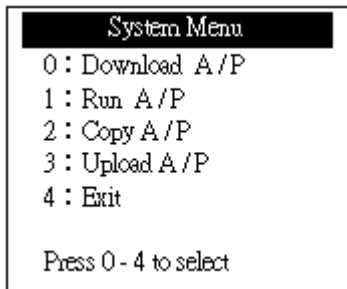 System Menu
0：Download A/P
1：Run A/P
2：Copy A/P
3：Upload A/P
4：Exit
Press 0 - 4 to select